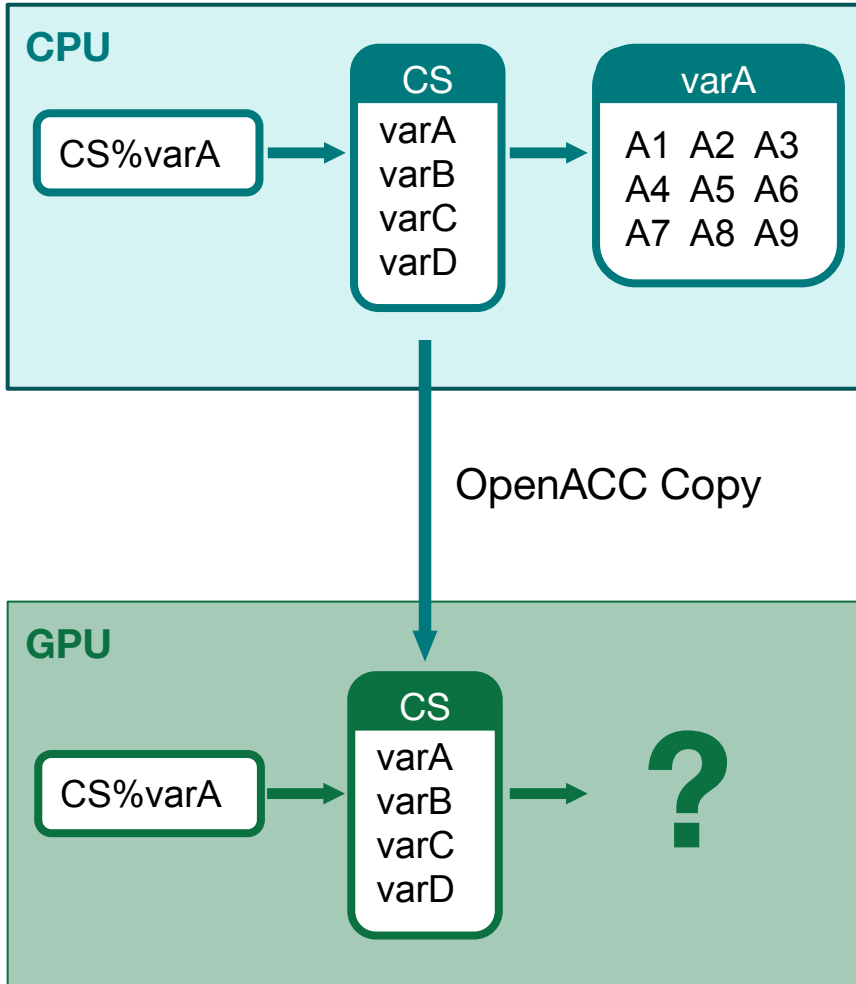 CPU
CS%varA
CS
varA
varB
varC
varD
varA
A1 A2 A3
A4 A5 A6
A7 A8 A9
OpenACC Copy
GPU
CS%varA
CS
varA
varB
varC
varD
?